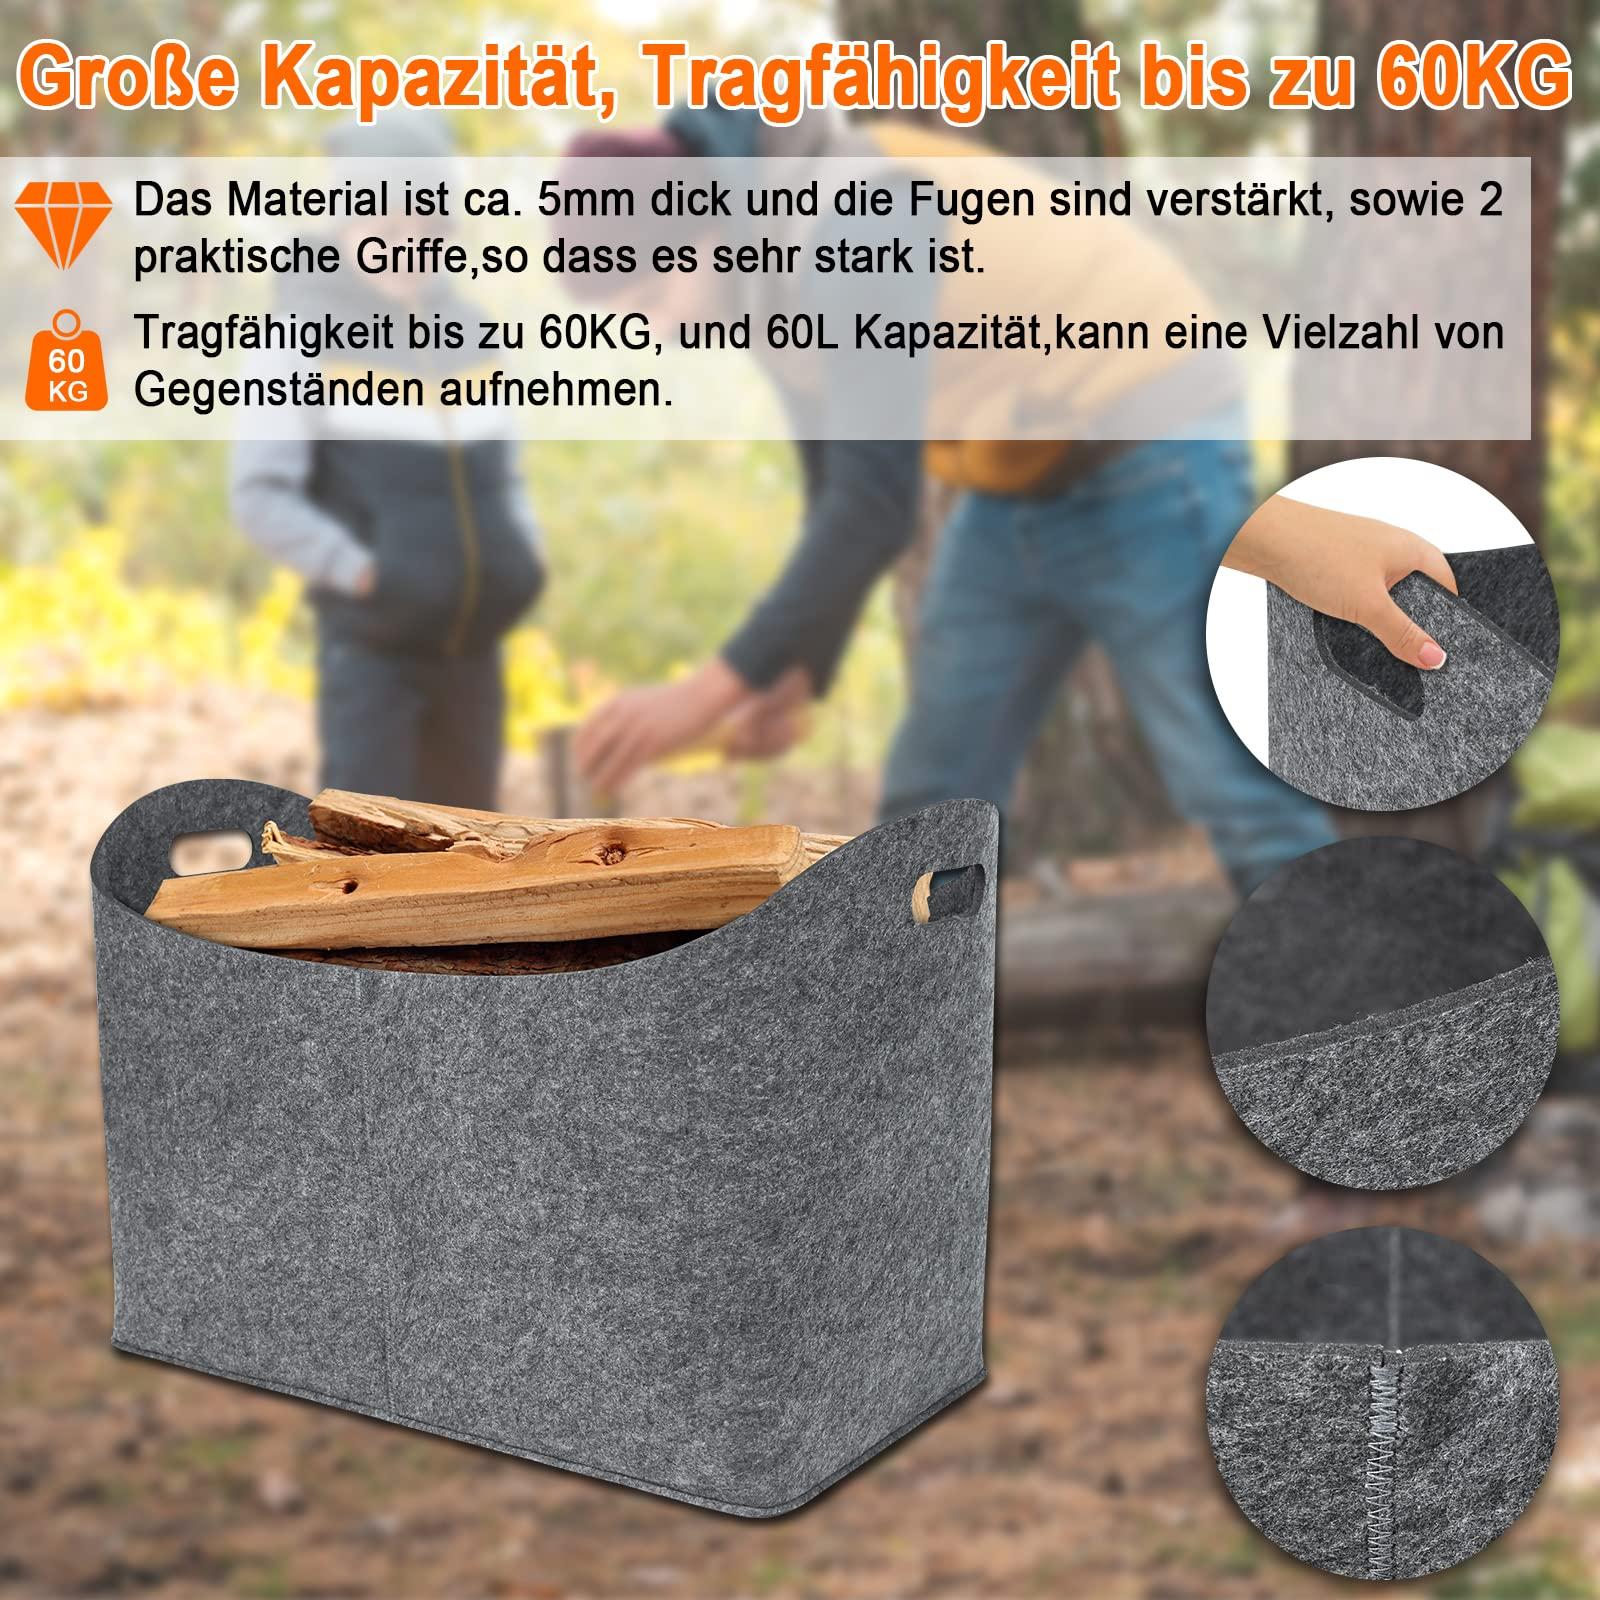 Große Kapazität, Tragfähigkeit bis zu 60KG
Das Material ist ca. 5mm dick und die Fugen sind verstärkt, sowie 2
praktische Griffe,so dass es sehr stark ist.
60
KG
Tragfähigkeit bis zu 60KG, und 60L Kapazität,kann eine Vielzahl von
Gegenständen aufnehmen.